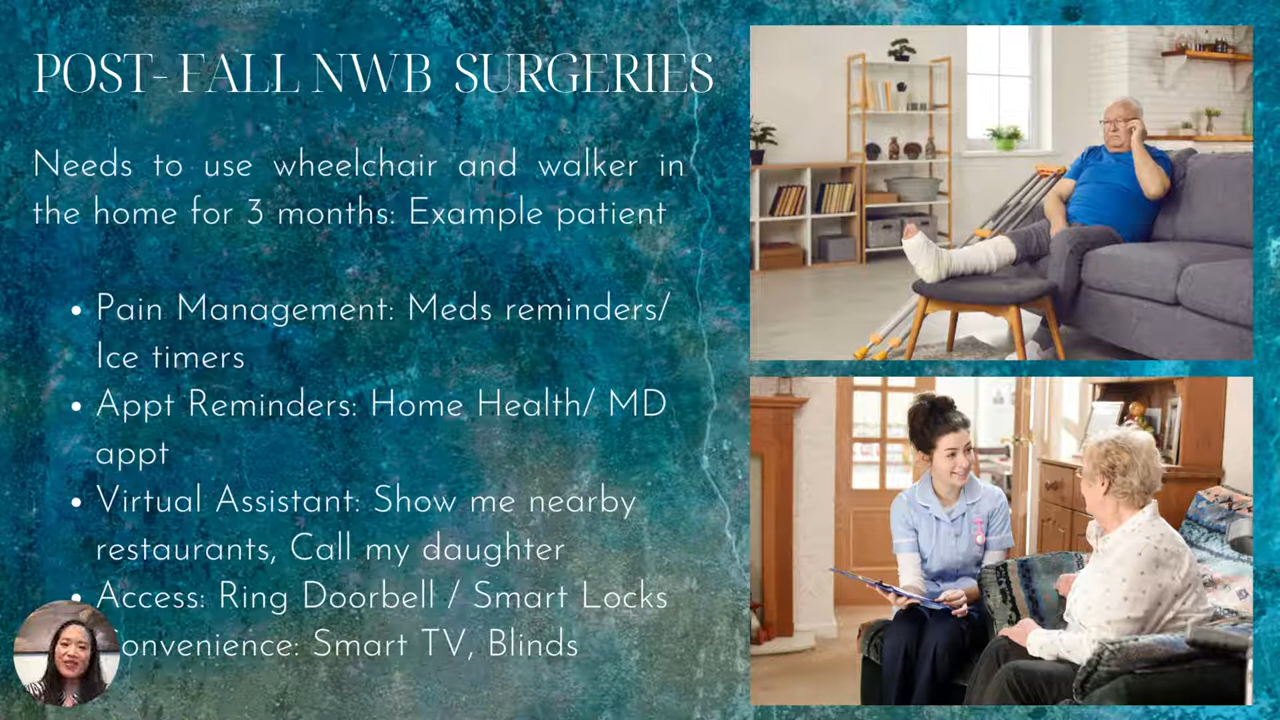 POST-FALL NWB SURGERIES
Needs to use wheelchair and walker in
the home for 3 months: Example patient
• Pain Management: Meds reminders/
Ice timers
• Appt Reminders: Home Health/ MD
appt
• Virtual Assistant: Show me nearby
restaurants, Call my daughter
• Access: Ring Doorbell / Smart Locks
onvenience: Smart TV, Blinds